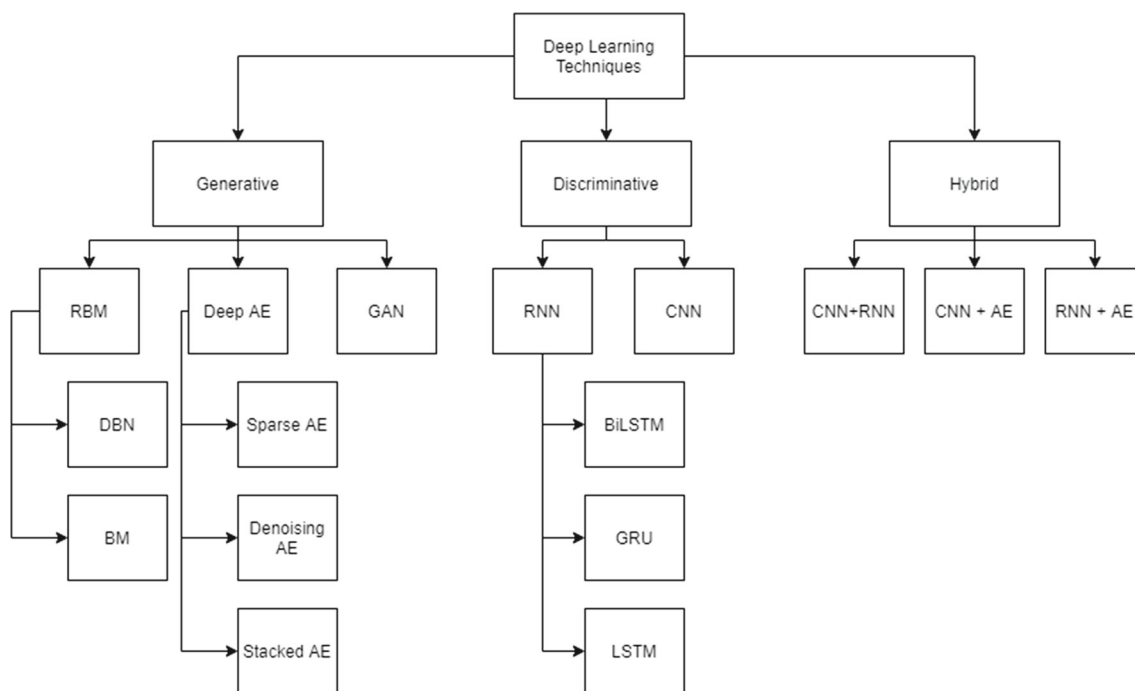 Deep Learning
Techniques
Generative
Discriminative
Hybrid
RBM
Deep AE
GAN
RNN
CNN
CNN+RNN
CNN + AE
RNN + AE
DBN
Sparse AE
BiLSTM
BM
Denoising
AE
GRU
Stacked AE
LSTM